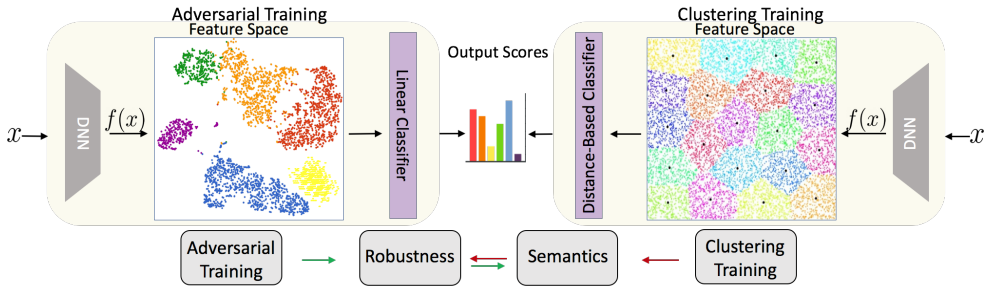 Adversarial Training
Feature Space
x
DNN
f(x)
Linear Classifier
Output Scores
Clustering Training
Feature Space
Distance-Based Classifier
f(x)
DNN
x
Adversarial
Training
Robustness
Semantics
Clustering
Training